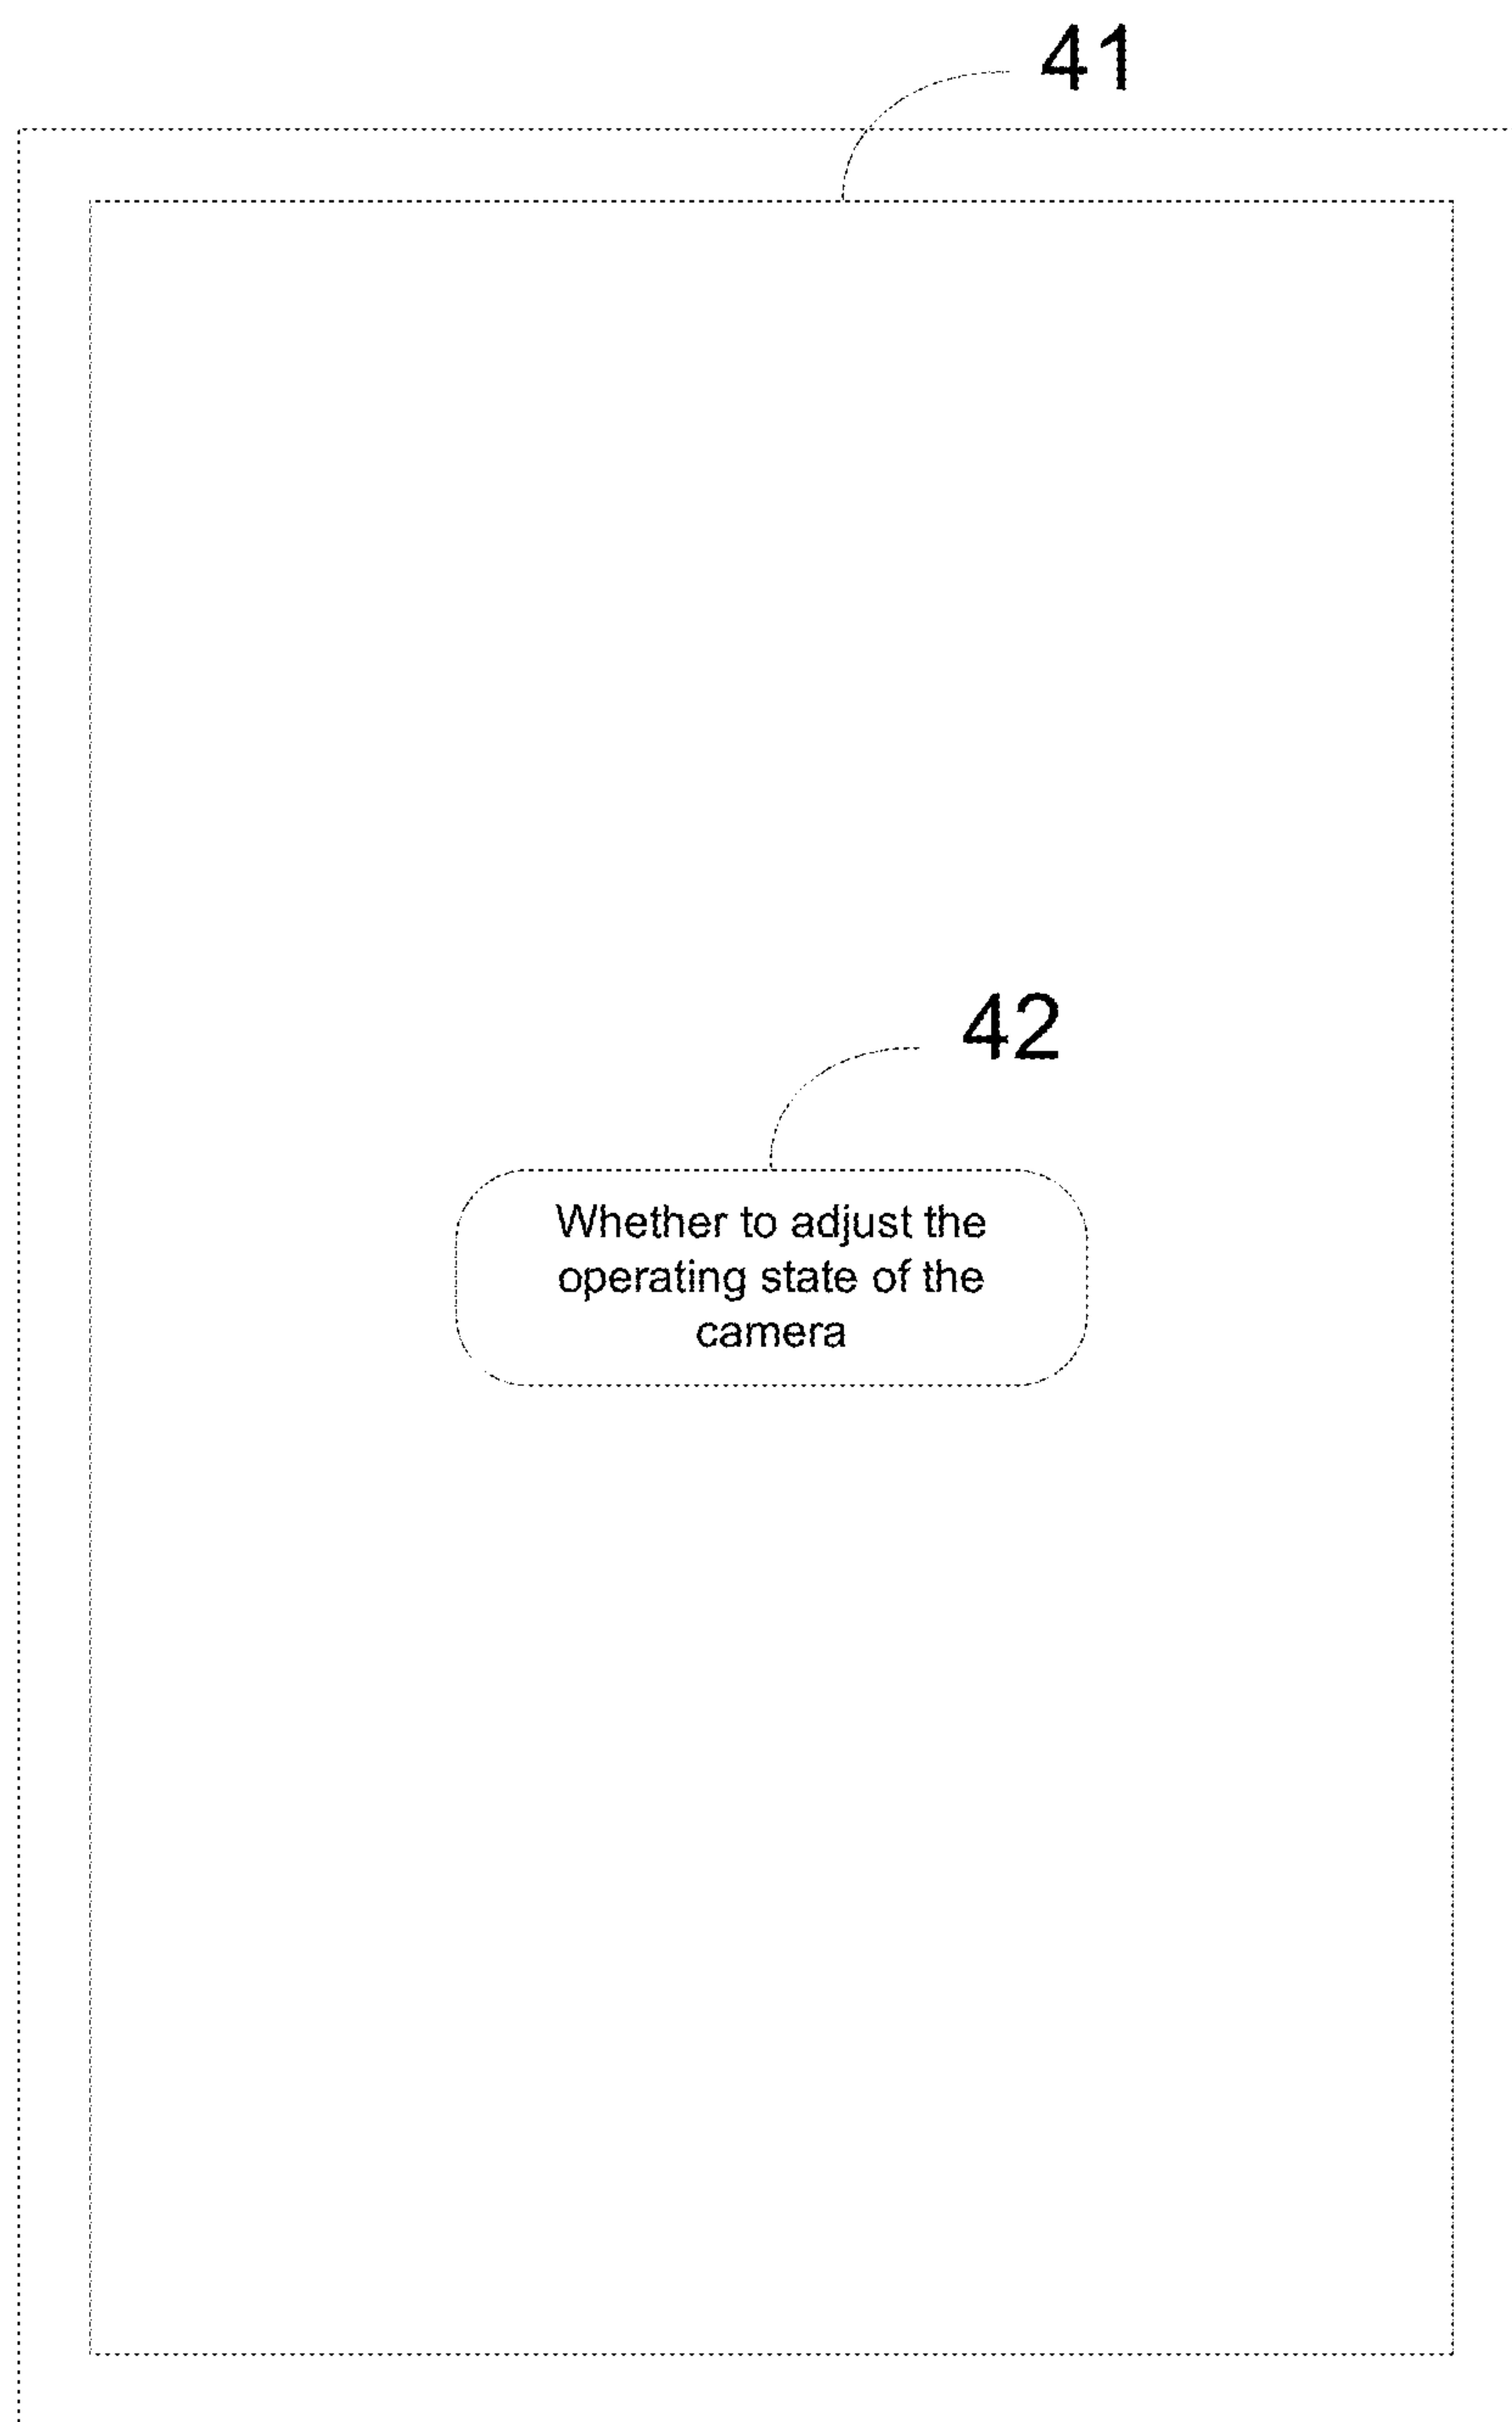 41
42
Whether to adjust the
operating state of the
camera